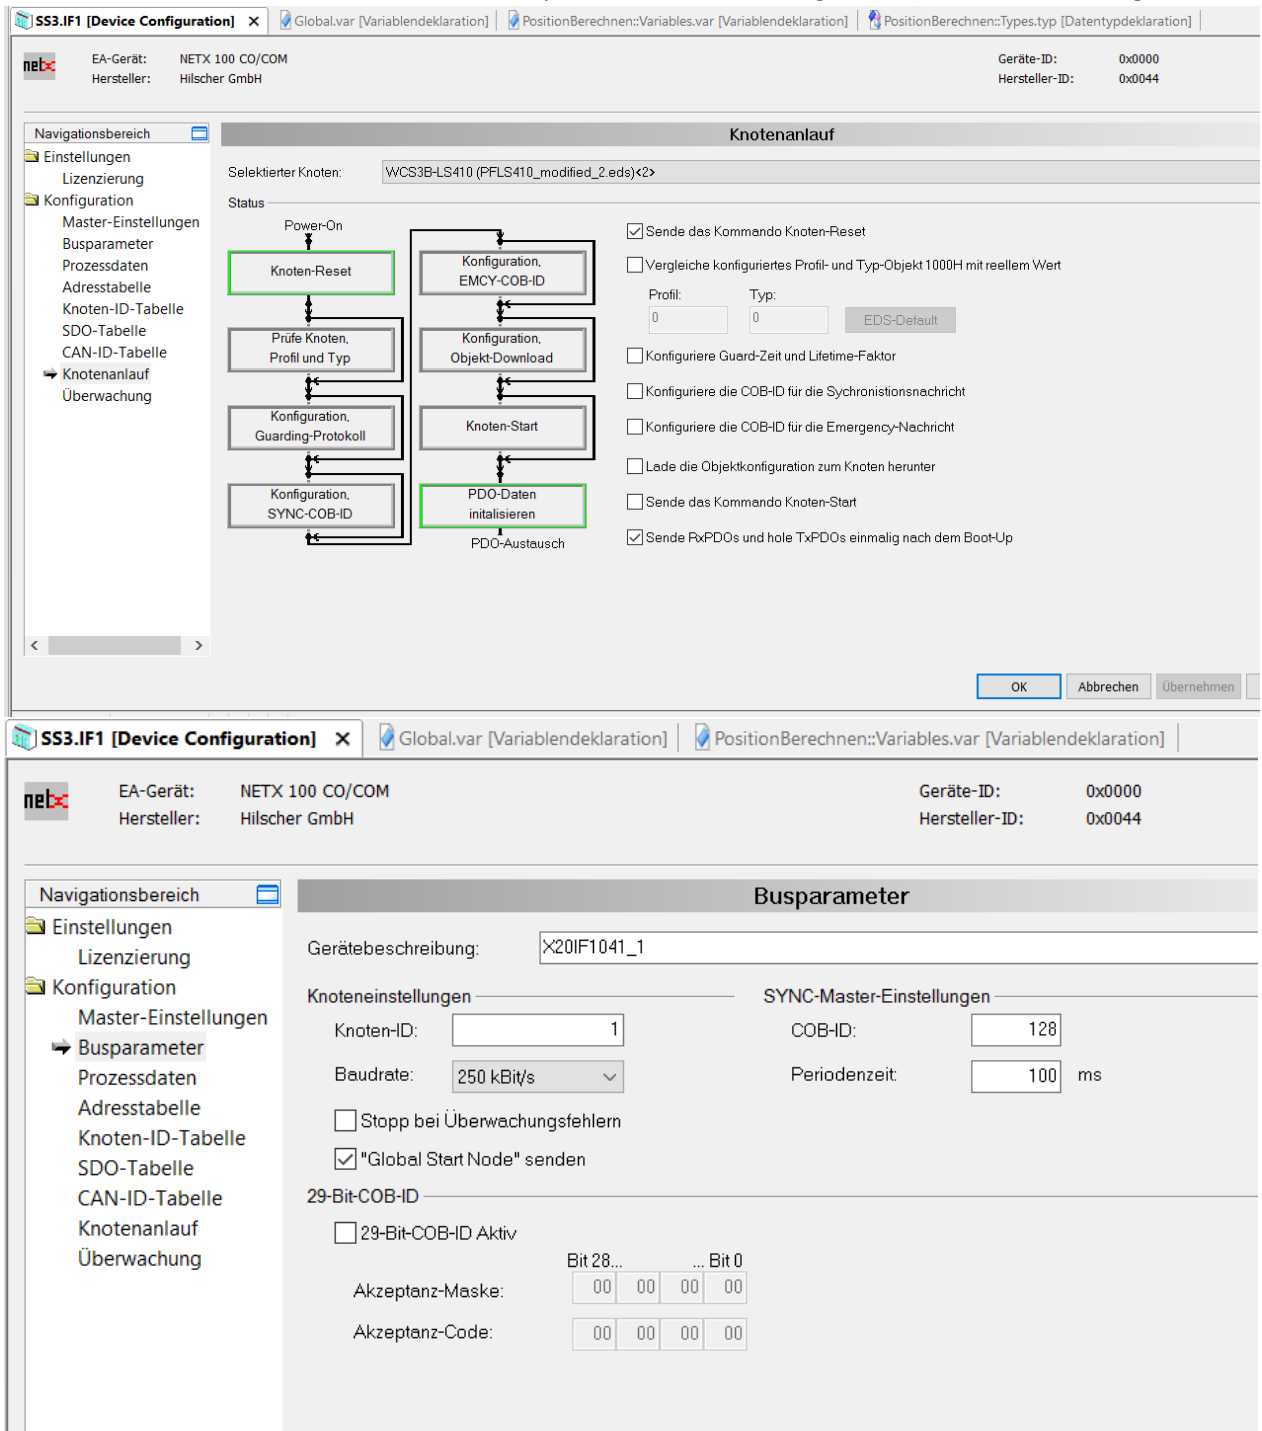 SS3.IF1 [Device Configuration] X Global.var [Variablendeklaration] PositionBerechnen::Variables.var [Variablendeklaration] PositionBerechnen::Types.typ [Datentypdeklaration]
netx EA-Gerät: NETX 100 CO/COM Geräte-ID: 0x0000
Hersteller: Hilscher GmbH Hersteller-ID: 0x0044
Navigationsbereich
Einstellungen
Lizenzierung
Konfiguration
Master-Einstellungen
Busparameter
Prozessdaten
Adresstabelle
Knoten-ID-Tabelle
SDO-Tabelle
CAN-ID-Tabelle
Knotenanlauf
Überwachung
Knotenanlauf
Selektierter Knoten: WCS3B-LS410 (PFLS410_modified_2.eds)<2>
Status
Power-On
Knoten-Reset
Prüfe Knoten,
Profil und Typ
Konfiguration,
Guarding-Protokoll
Konfiguration,
SYNC-COB-ID
Konfiguration,
EMCY-COB-ID
Konfiguration,
Objekt-Download
Knoten-Start
PDO-Daten
initalisieren
PDO-Austausch
Sende das Kommando Knoten-Reset
Vergleiche konfiguriertes Profil- und Typ-Objekt 1000H mit reellem Wert
Profil: Typ:
0 0 EDS-Default
Konfiguriere Guard-Zeit und Lifetime-Faktor
Konfiguriere die COB-ID für die Sychronistionsnachricht
Konfiguriere die COB-ID für die Emergency-Nachricht
Lade die Objektkonfiguration zum Knoten herunter
Sende das Kommando Knoten-Start
Sende RxPDOs und hole TxPDOs einmalig nach dem Boot-Up
OK Abbrechen Übernehmen
SS3.IF1 [Device Configuration] X Global.var [Variablendeklaration] PositionBerechnen::Variables.var [Variablendeklaration]
netx EA-Gerät: NETX 100 CO/COM Geräte-ID: 0x0000
Hersteller: Hilscher GmbH Hersteller-ID: 0x0044
Navigationsbereich
Einstellungen
Lizenzierung
Konfiguration
Master-Einstellungen
Busparameter
Prozessdaten
Adresstabelle
Knoten-ID-Tabelle
SDO-Tabelle
CAN-ID-Tabelle
Knotenanlauf
Überwachung
Busparameter
Gerätebeschreibung: X20IF1041_1
Knoteneinstellungen SYNC-Master-Einstellungen
Knoten-ID: 1 COB-ID: 128
Baudrate: 250 kBit/s Periodenzeit: 100 ms
Stopp bei Überwachungsfehlern
"Global Start Node" senden
29-Bit-COB-ID
29-Bit-COB-ID Aktiv
Bit 28... ... Bit 0
Akzeptanz-Maske: 00 00 00 00
Akzeptanz-Code: 00 00 00 00